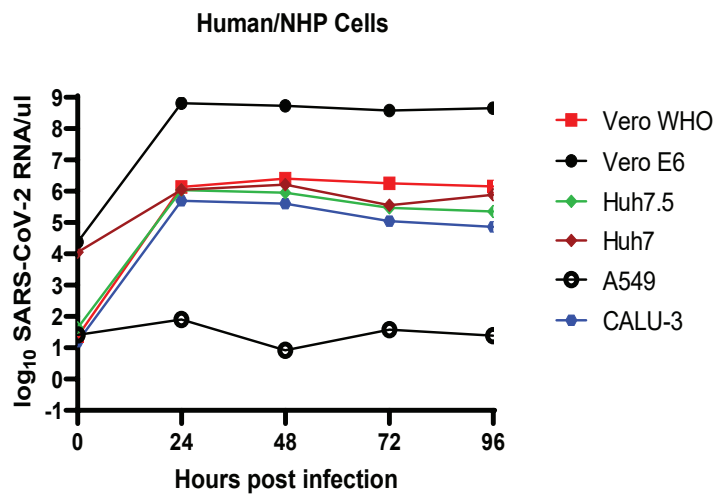 Human/NHP Cells
log₁₀ SARS-CoV-2 RNA/ul
9
8
7
6
5
4
3
2
1
0
-1
0 24 48 72 96
Hours post infection
Vero WHO
Vero E6
Huh7.5
Huh7
A549
CALU-3